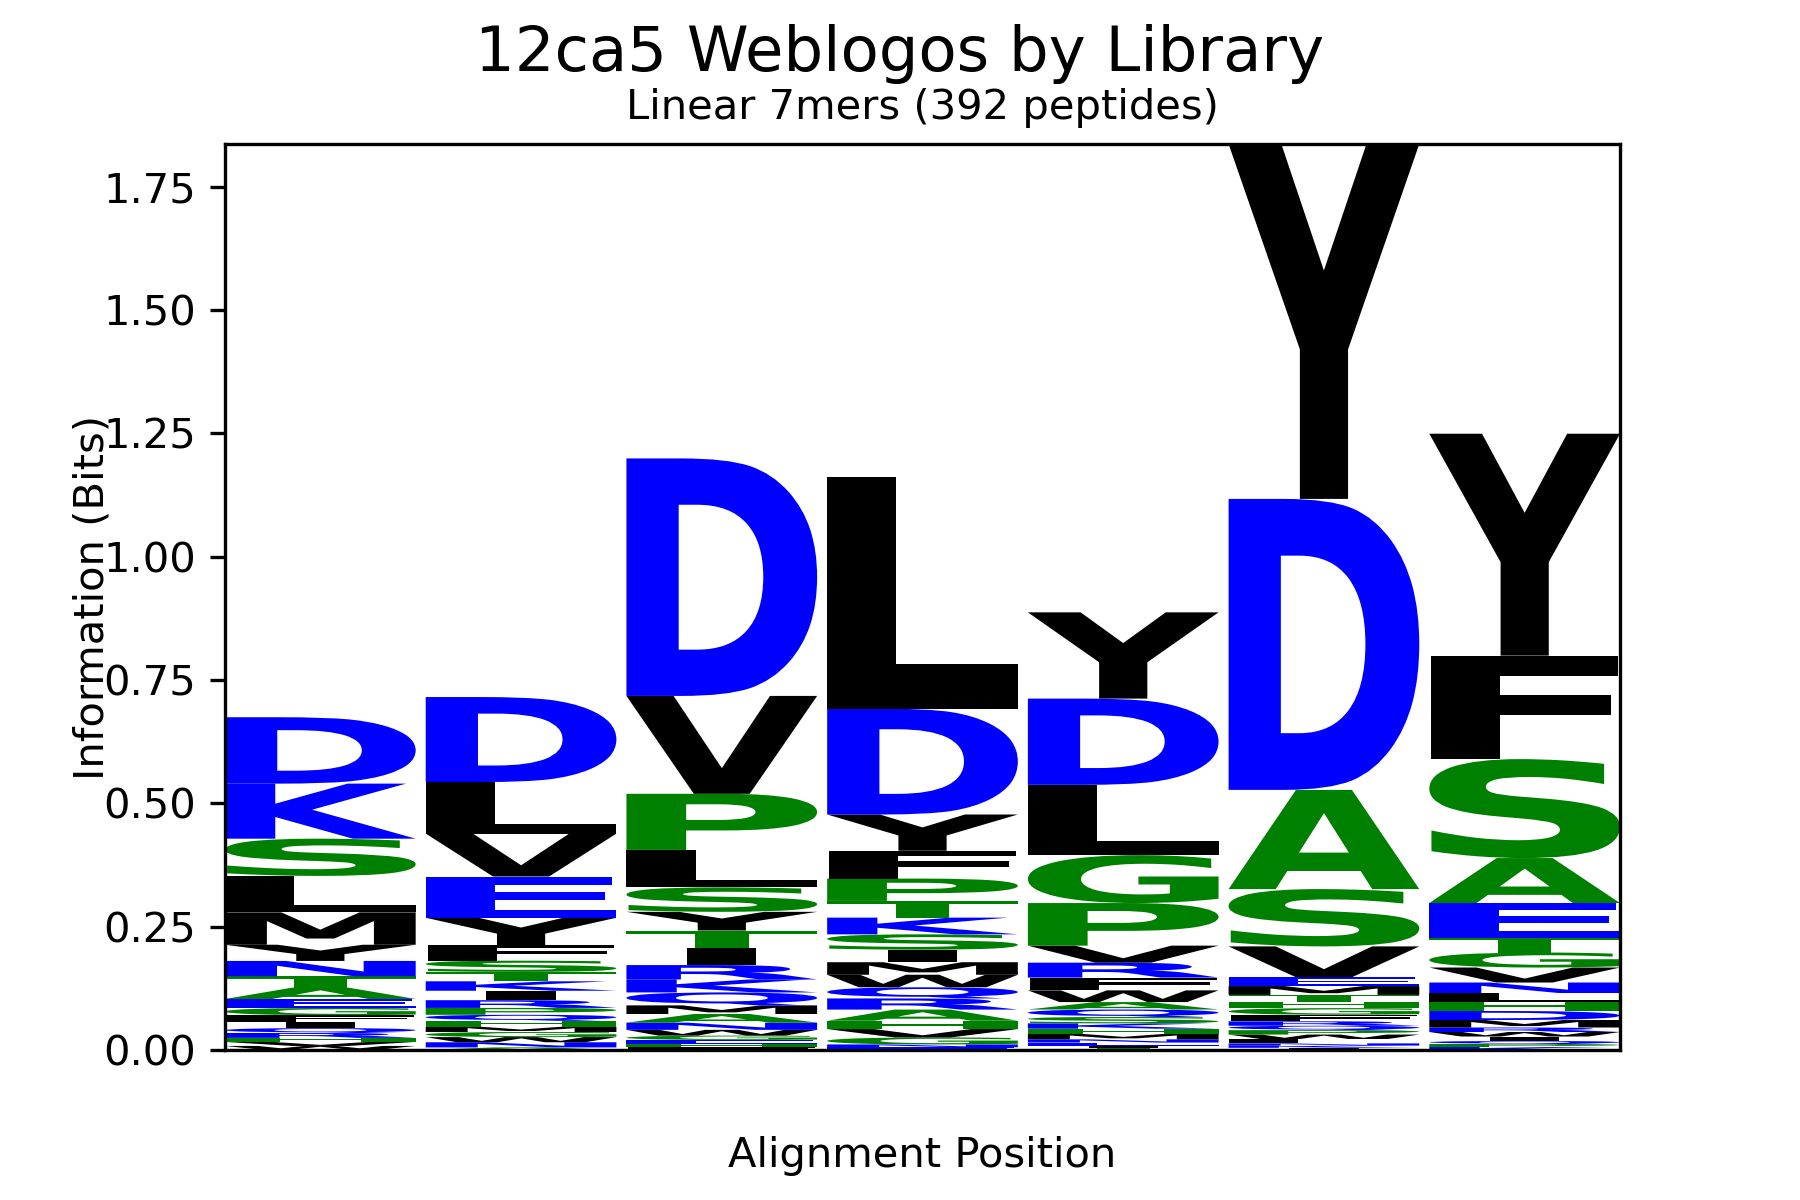 12ca5 Weblogos by Library
Linear 7mers (392 peptides)
Information (Bits)
1.75
1.50
1.25
1.00
0.75
0.50
0.25
0.00
D K S L M
D L V E Y
D V P L S Y I
L D Y F P T K S I
Y D L G P V
Y D A S V
Y F S A E
Alignment Position